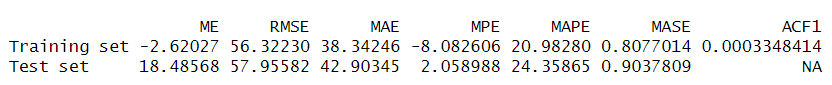 ME RMSE MAE MPE MAPE MASE ACF1
Training set -2.62027 56.32230 38.34246 -8.082606 20.98280 0.8077014 0.0003348414
Test set 18.48568 57.95582 42.90345 2.058988 24.35865 0.9037809 NA